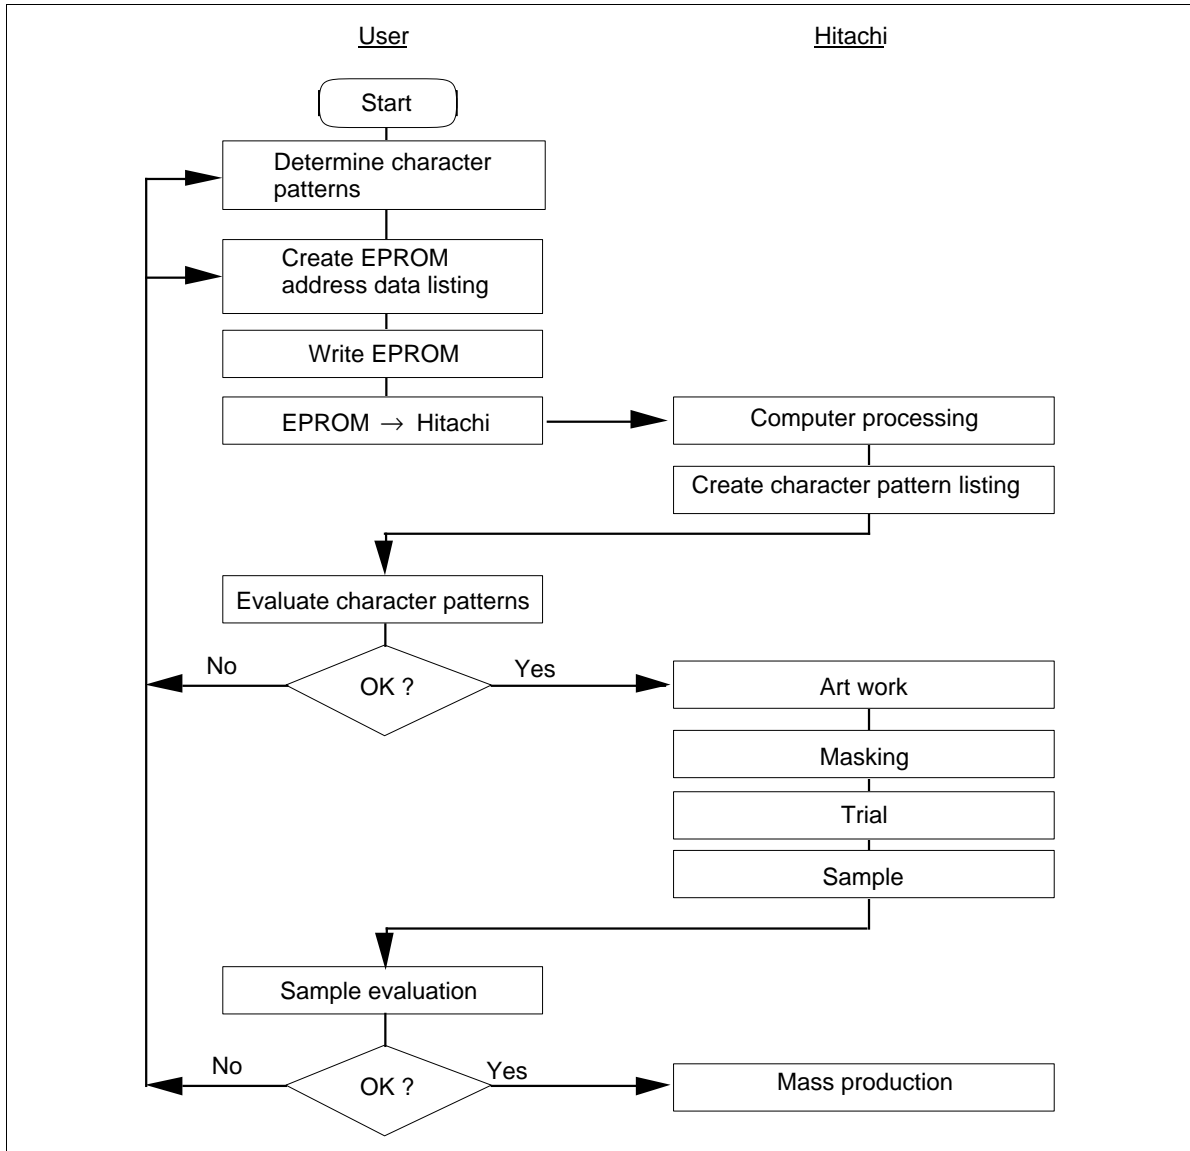 User
Hitachi
Start
Determine character
patterns
Create EPROM
address data listing
Write EPROM
EPROM → Hitachi
Computer processing
Create character pattern listing
Evaluate character patterns
No
OK ?
Yes
Art work
Masking
Trial
Sample
Sample evaluation
No
OK ?
Yes
Mass production